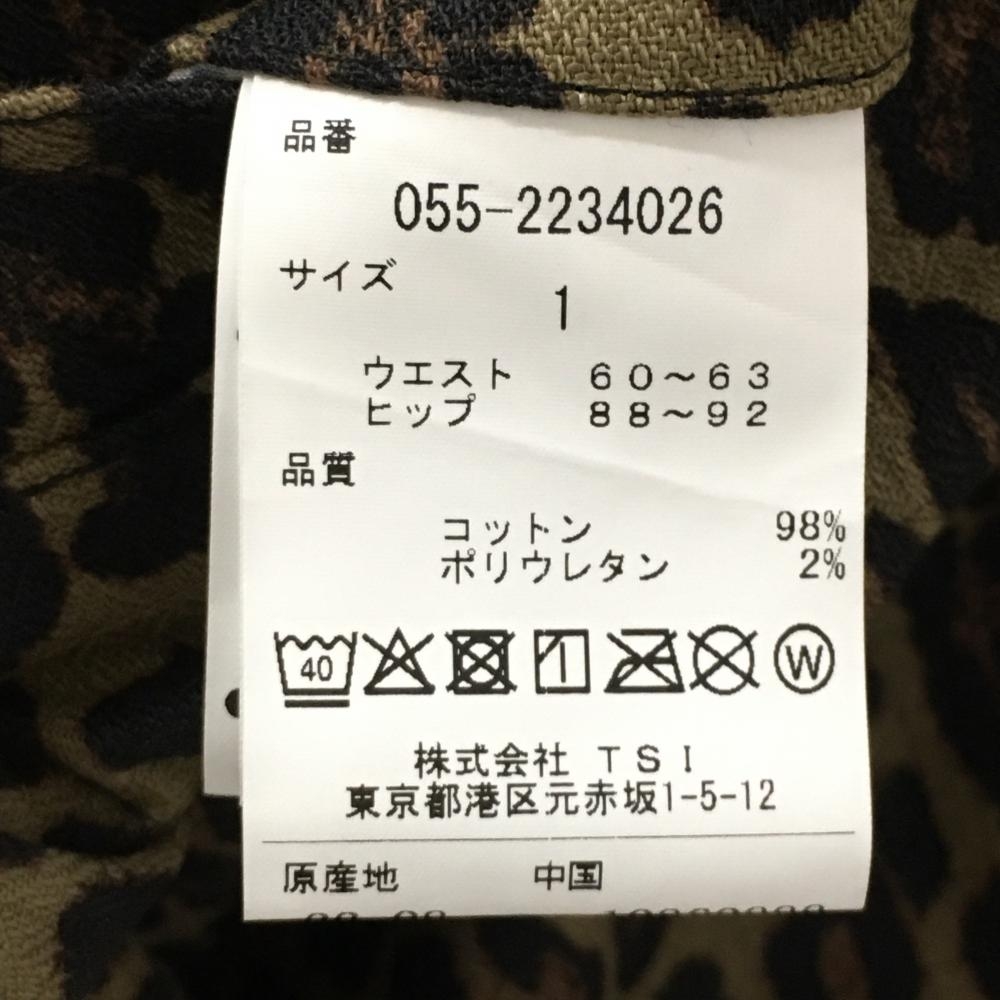 品番
055-2234026
サイズ
1
ウエスト 60～63
ヒップ 88～92
品質
コットン 98%
ポリウレタン 2%
40 W
株式会社 TSI
東京都港区元赤坂1-5-12
原産地 中国